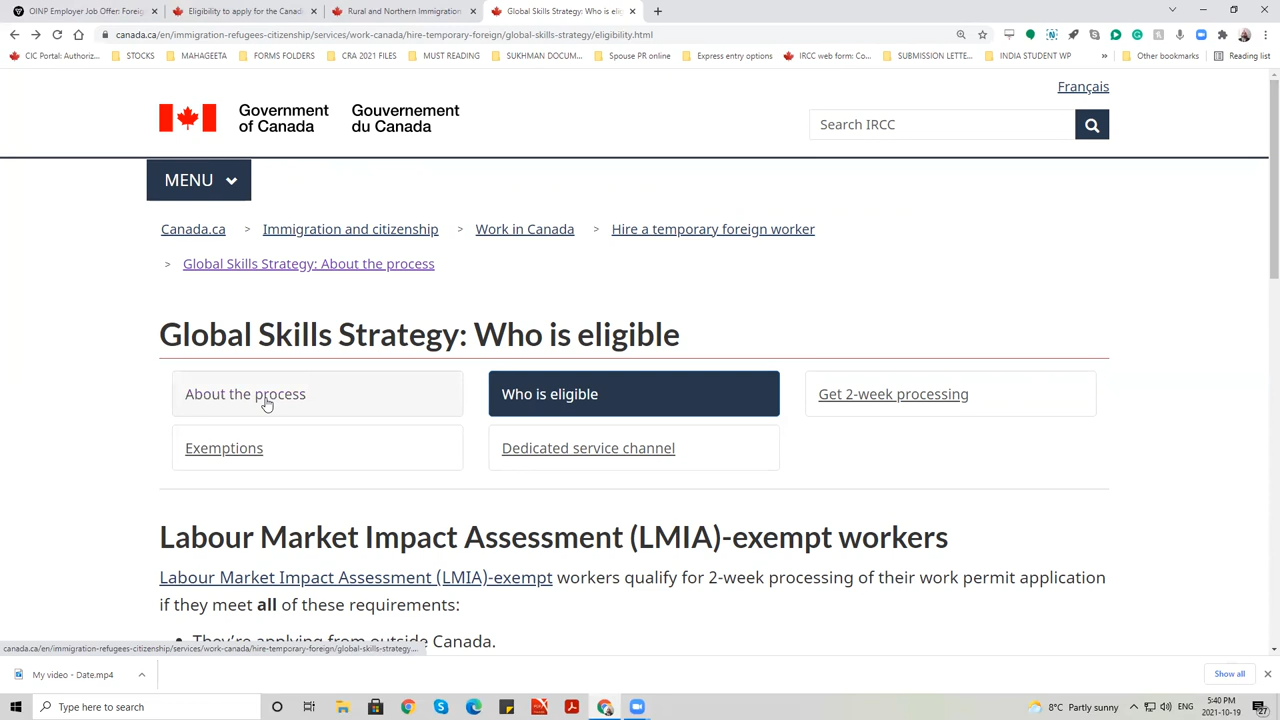 OINP Employer Job Offer: Foreig
Eligibility to apply for the Canad
Rural and Northern Immigration
Global Skills Strategy: Who is eli
canada.ca/en/immigration-refugees-citizenship/services/work-canada/hire-temporary-foreign/global-skills-strategy/eligibility.html
CIC Portal: Authoriz... STOCKS MAHAGEETA FORMS FOLDERS CRA 2021 FILES MUST READING SUKHMAN DOCUM... Spouse PR online Express entry options IRCC web form: Co... SUBMISSION LETTE... INDIA STUDENT WP » Other bookmarks Reading list
Français
Government of Canada
Gouvernement du Canada
Search IRCC
MENU
Canada.ca > Immigration and citizenship > Work in Canada > Hire a temporary foreign worker
> Global Skills Strategy: About the process
Global Skills Strategy: Who is eligible
About the process Who is eligible Get 2-week processing
Exemptions Dedicated service channel
Labour Market Impact Assessment (LMIA)-exempt workers
Labour Market Impact Assessment (LMIA)-exempt workers qualify for 2-week processing of their work permit application
if they meet all of these requirements:
• They're applying from outside Canada.
canada.ca/en/immigration-refugees-citizenship/services/work-canada/hire-temporary-foreign/global-skills-strategy...
My video - Date.mp4 Show all
Type here to search
8°C Partly sunny ENG 5:40 PM
2021-10-19 27